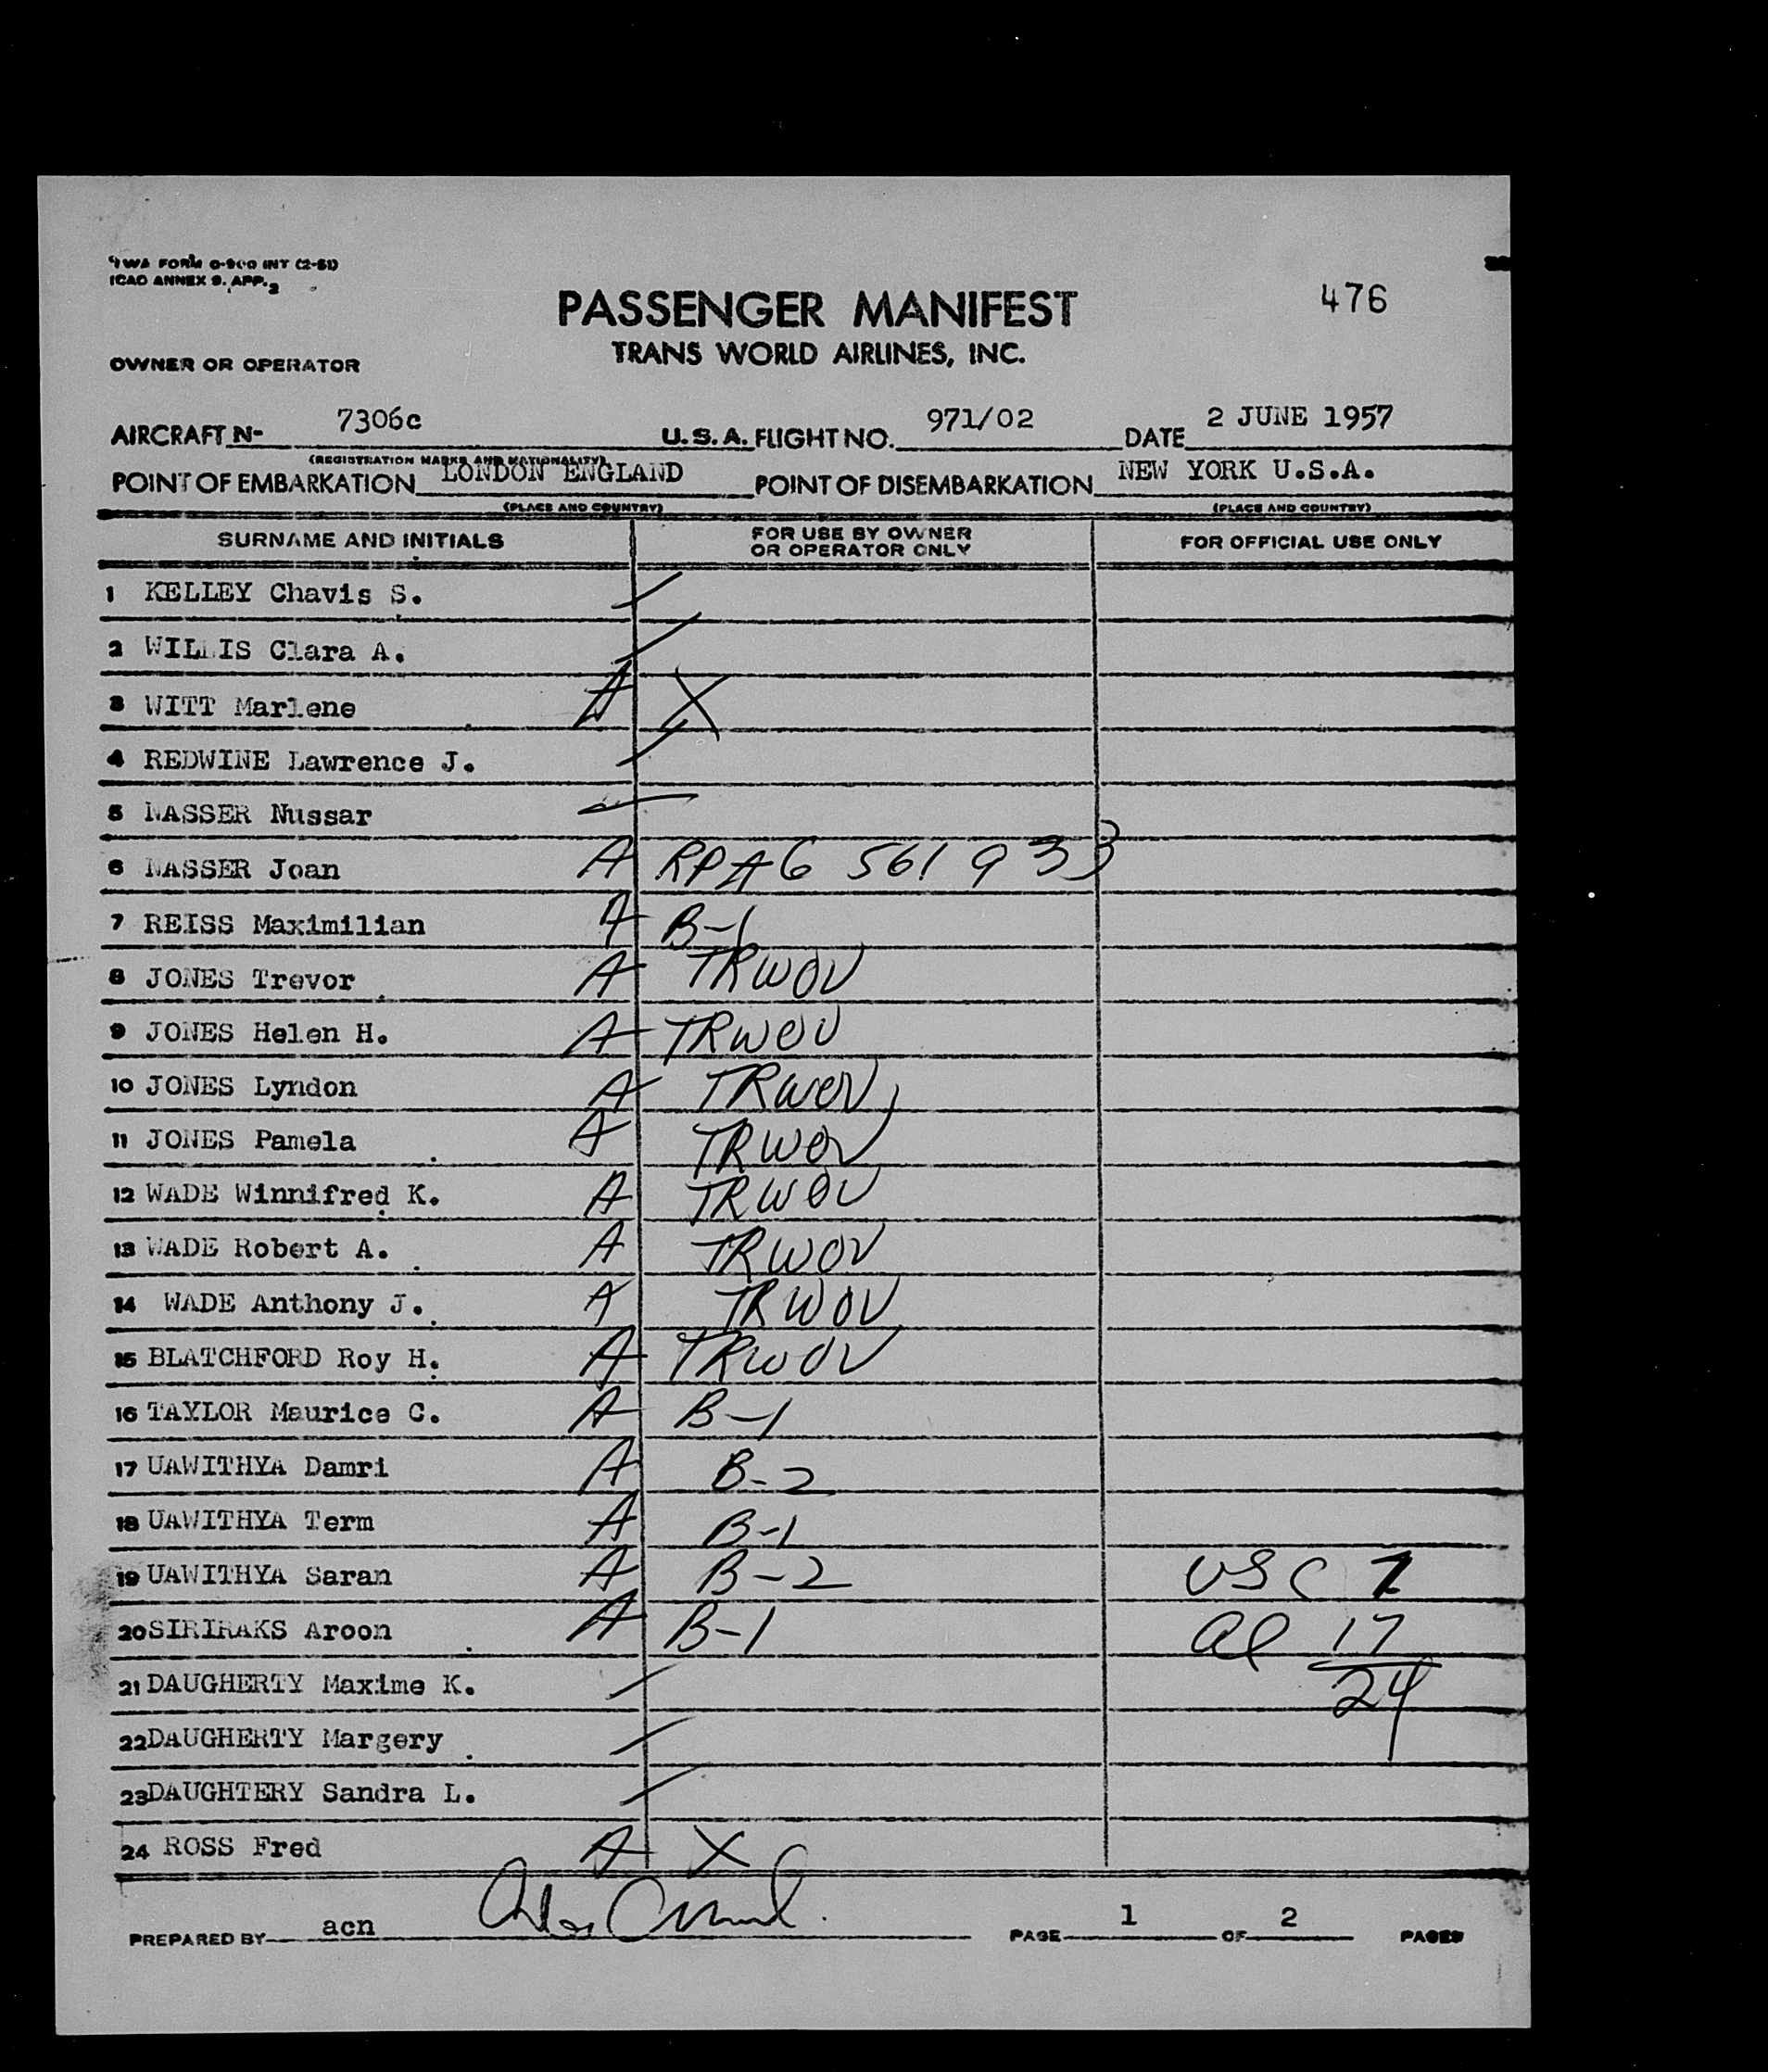 TWA FORM O-900 INT (2-51)
ICAO ANNEX 9. APP. 2
PASSENGER MANIFEST 476
TRANS WORLD AIRLINES, INC.
OWNER OR OPERATOR
AIRCRAFT N- 7306c U.S.A. FLIGHT NO. 971/02 DATE 2 JUNE 1957
(REGISTRATION MARKS AND NATIONALITY)
POINT OF EMBARKATION LONDON ENGLAND POINT OF DISEMBARKATION NEW YORK U.S.A.
(PLACE AND COUNTRY) (PLACE AND COUNTRY)
SURNAME AND INITIALS FOR USE BY OWNER OR OPERATOR ONLY FOR OFFICIAL USE ONLY
1 KELLEY Chavis S.
2 WILLIS Clara A.
3 WITT Marlene A X
4 REDWINE Lawrence J.
5 NASSER Nussar
6 NASSER Joan A RPA6 561 933
7 REISS Maximilian A B-1
8 JONES Trevor A TRWOV
9 JONES Helen H. A TRWOV
10 JONES Lyndon A TRWOV
11 JONES Pamela A TRWOV
12 WADE Winnifred K. A TRWOV
13 WADE Robert A. A TRWOV
14 WADE Anthony J. A TRWOV
15 BLATCHFORD Roy H. A TRWOV
16 TAYLOR Maurice C. A B-1
17 UAWITHYA Damri A B-2
18 UAWITHYA Term A B-1
19 UAWITHYA Saran A B-2 USC 7
20 SIRIRAKS Aroon A B-1 al 17
21 DAUGHERTY Maxime K. 24
22 DAUGHERTY Margery
23 DAUGHTERY Sandra L.
24 ROSS Fred A X
PREPARED BY acn PAGE 1 OF 2 PAGES